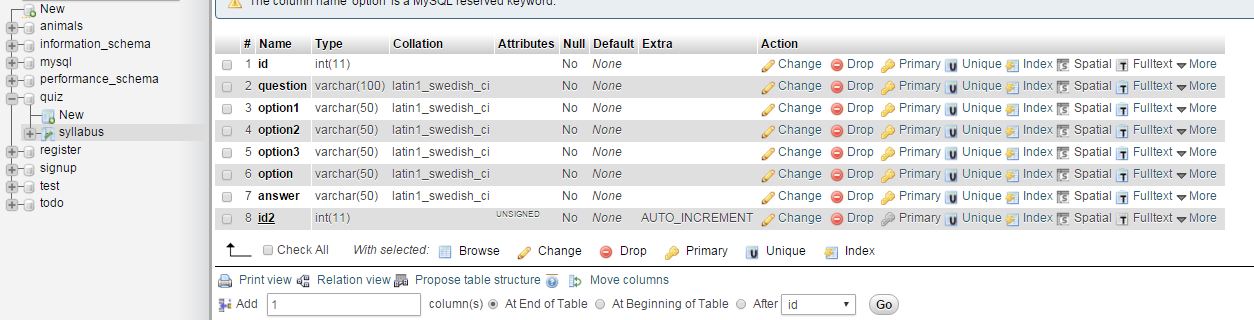 New
animals
information_schema
mysql
performance_schema
quiz
New
syllabus
register
signup
test
todo
The column name 'option' is a MySQL reserved keyword.
# Name Type Collation Attributes Null Default Extra Action
1 id int(11) No None Change Drop Primary Unique Index Spatial Fulltext More
2 question varchar(100) latin1_swedish_ci No None Change Drop Primary Unique Index Spatial Fulltext More
3 option1 varchar(50) latin1_swedish_ci No None Change Drop Primary Unique Index Spatial Fulltext More
4 option2 varchar(50) latin1_swedish_ci No None Change Drop Primary Unique Index Spatial Fulltext More
5 option3 varchar(50) latin1_swedish_ci No None Change Drop Primary Unique Index Spatial Fulltext More
6 option varchar(50) latin1_swedish_ci No None Change Drop Primary Unique Index Spatial Fulltext More
7 answer varchar(50) latin1_swedish_ci No None Change Drop Primary Unique Index Spatial Fulltext More
8 id2 int(11) UNSIGNED No None AUTO_INCREMENT Change Drop Primary Unique Index Spatial Fulltext More
Check All With selected: Browse Change Drop Primary Unique Index
Print view Relation view Propose table structure Move columns
Add 1 column(s) At End of Table At Beginning of Table After id Go